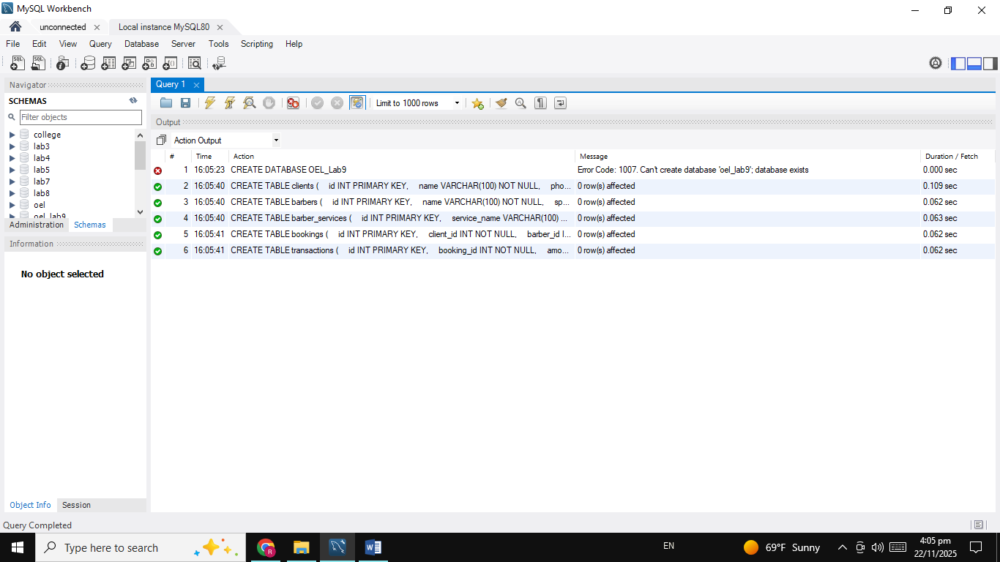 MySQL Workbench
unconnected
Local instance MySQL80
File Edit View Query Database Server Tools Scripting Help
Navigator
SCHEMAS
Filter objects
college
lab3
lab4
lab5
lab7
lab8
oel
oel_lab9
Administration Schemas
Information
No object selected
Object Info Session
Query 1
Limit to 1000 rows
Output
Action Output
# Time Action Message Duration / Fetch
1 16:05:23 CREATE DATABASE OEL_Lab9 Error Code: 1007. Can't create database 'oel_lab9'; database exists 0.000 sec
2 16:05:40 CREATE TABLE clients ( id INT PRIMARY KEY, name VARCHAR(100) NOT NULL, pho... 0 row(s) affected 0.109 sec
3 16:05:40 CREATE TABLE barbers ( id INT PRIMARY KEY, name VARCHAR(100) NOT NULL, sp... 0 row(s) affected 0.062 sec
4 16:05:40 CREATE TABLE barber_services ( id INT PRIMARY KEY, service_name VARCHAR(100) ... 0 row(s) affected 0.063 sec
5 16:05:41 CREATE TABLE bookings ( id INT PRIMARY KEY, client_id INT NOT NULL, barber_id I... 0 row(s) affected 0.062 sec
6 16:05:41 CREATE TABLE transactions ( id INT PRIMARY KEY, booking_id INT NOT NULL, amo... 0 row(s) affected 0.062 sec
Query Completed
Type here to search
EN
69°F Sunny
4:05 pm
22/11/2025